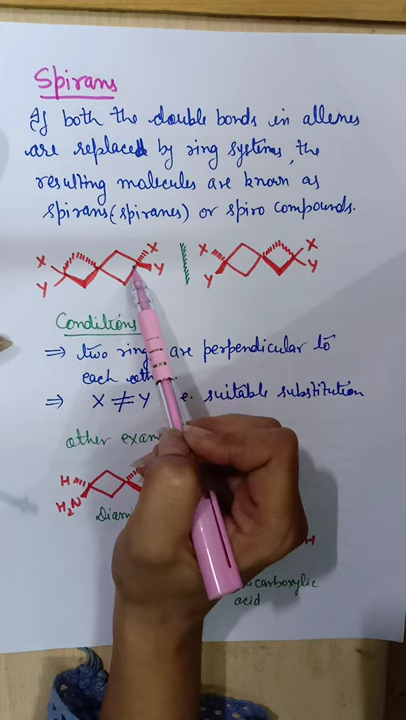 Spirans
If both the double bonds in allenes
are replaced by ring systems, the
resulting molecules are known as
spirans (spiranes) or spiro compounds.
X X X X
Y Y Y Y
Conditions
⇒ two ring are perpendicular to
each
⇒ X ≠ Y e. suitable substitution
other
H
H₂N
H
carboxylic
acid